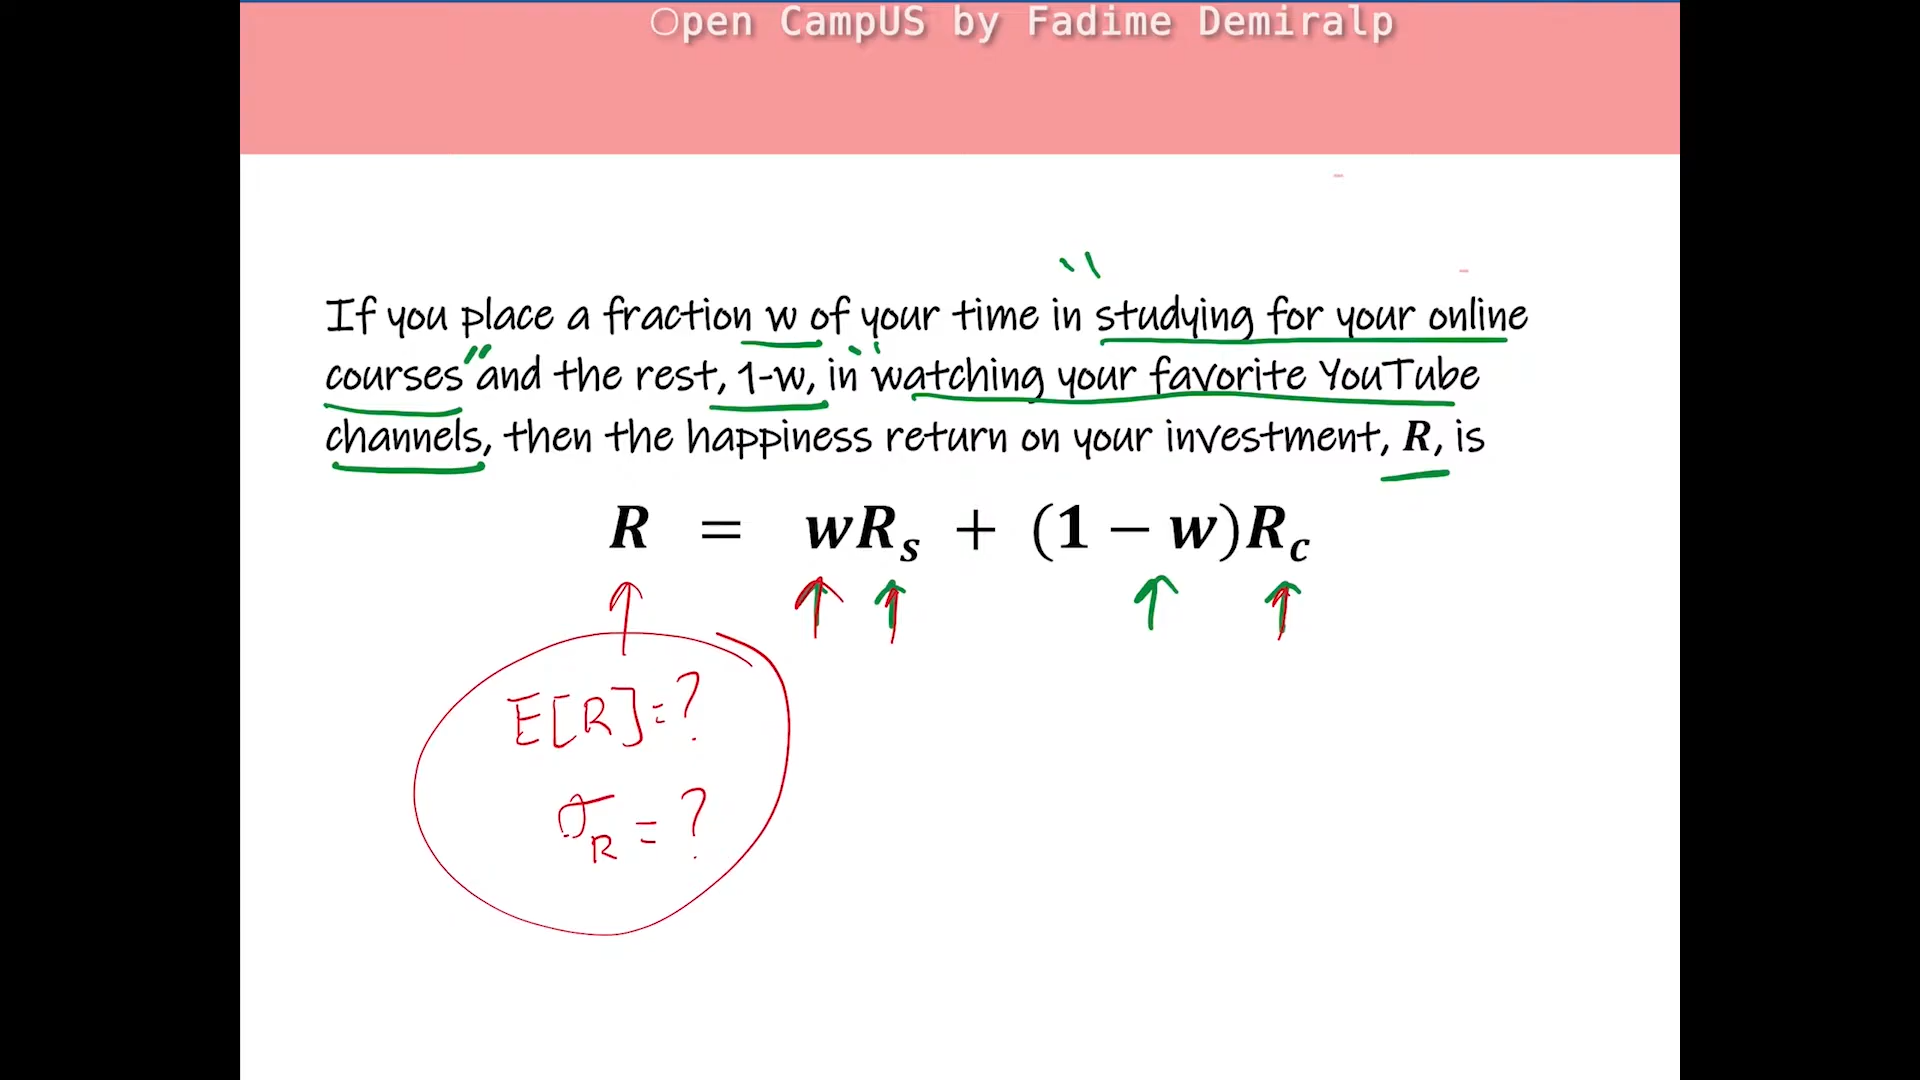 Open CampUS by Fadime Demiralp
If you place a fraction w of your time in studying for your online
courses and the rest, 1-w, in watching your favorite YouTube
channels, then the happiness return on your investment, R, is
R = wRₛ + (1 − w)R꜀
E[R]=?
σ_R = ?